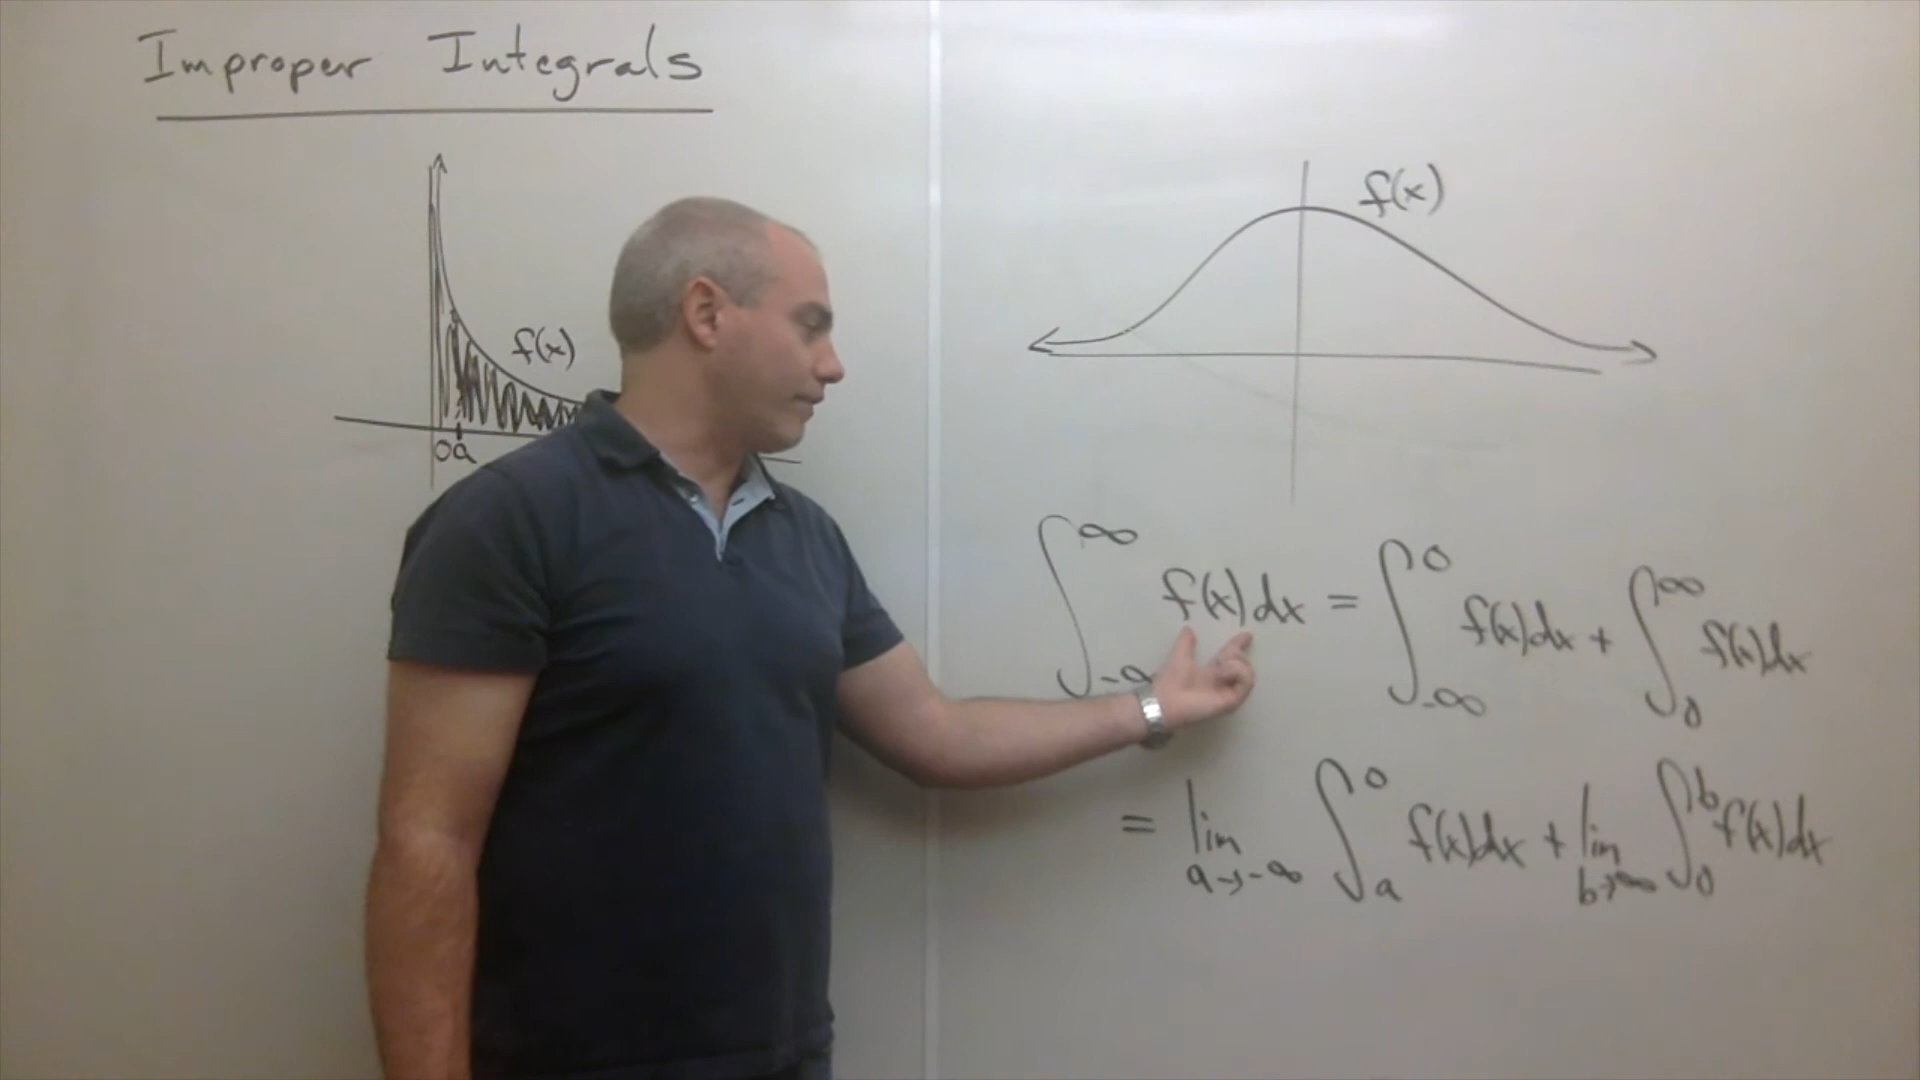 Improper Integrals
f(x)
0 a
f(x)
∫_{-∞}^{∞} f(x)dx = ∫_{-∞}^{0} f(x)dx + ∫_{0}^{∞} f(x)dx
= lim_{a→-∞} ∫_{a}^{0} f(x)dx + lim_{b→∞} ∫_{0}^{b} f(x)dx